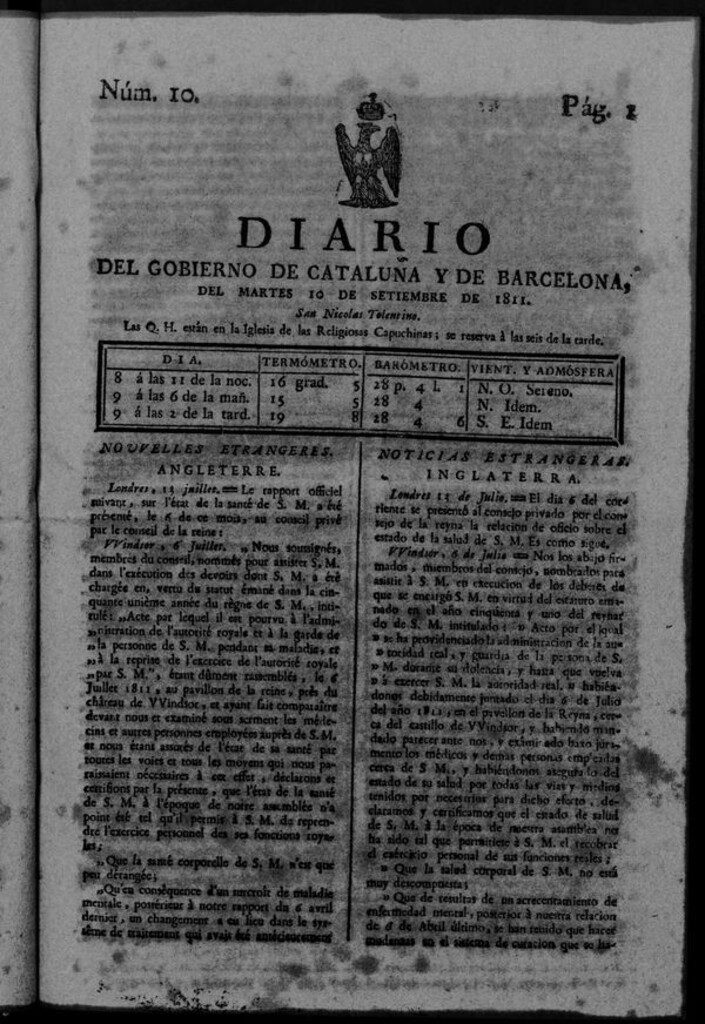 Núm. 10.
Pág. 1
DIARIO
DEL GOBIERNO DE CATALUÑA Y DE BARCELONA,
DEL MARTES 10 DE SETIEMBRE DE 1811.
San Nicolas Tolentino.
Las Q. H. están en la Iglesia de las Religiosas Capuchinas; se reserva á las seis de la tarde.
DIA. TERMÓMETRO. BARÓMETRO. VIENT. Y ADMÓSFERA
8 á las 11 de la noc. 16 grad. 5 28 p. 4 l. 1 N. O. Sereno.
9 á las 6 de la mañ. 15 5 28 4 N. Idem.
9 á las 2 de la tard. 19 8 28 4 6 S. E. Idem
NOUVELLES ETRANGERES.
ANGLETERRE.
Londres, 11 juillet. = Le rapport officiel
suivant, sur l'état de la santé de S. M. a été
présenté, le 6 de ce mois, au conseil privé
par le conseil de la reine:
VVindsor, 6 Juillet. „Nous soussignés,
membres du conseil, nommés pour assister S. M.
dans l'exécution des devoirs dont S. M. a été
chargée en, vertu du statut émané dans la cin-
quante unième année du règne de S. M., inti-
tulé: „Acte par lequel il est pourvu à l'admi-
„nistration de l'autorité royale et à la garde de
„la personne de S. M. pendant sa maladie, et
„à la reprise de l'exercice de l'autorité royale
„par S. M.", étant dûment rassemblés, le 6
Juillet 1811, au pavillon de la reine, près du
château de VVindsor, et ayant fait comparaître
devant nous et examiné sous serment les méde-
cins et autres personnes employées auprès de S. M.
et nous étant assurés de l'état de sa santé par
toutes les voies et tous les moyens qui nous pa-
raissaient nécessaires à cet effet, déclarons et
certifions par la présente, que l'état de la santé
de S. M. à l'époque de notre assemblée n'a
point été tel qu'il permit à S. M. de repren-
dre l'exercice personnel des ses fonctions roya-
les;
„Que la santé corporelle de S. M. n'est que
peu dérangée;
„Qu'en conséquence d'un surcroît de maladie
mentale, postérieur à notre rapport du 6 avril
dernier, un changement a eu lieu dans le sys-
tême de traitement qui avait été antérieurement
NOTICIAS ESTRANGERAS.
INGLATERRA.
Londres 11 de Julio. = El dia 6 del cor-
riente se presentó al consejo privado por el con-
sejo de la reyna la relacion de oficio sobre el
estado de la salud de S. M. Es como sigue.
VVindsor, 6 de Julio = Nos los abajo fir-
mados, miembros del consejo, nombrados para
asistir á S. M. en execucion de los deberes de
que se encargó S. M. en virtud del estatuto ema-
nado en el año cinqüenta y uno del reynar
do de S. M. intitulado: » Acto por el qual
» se ha providenciado la administracion de la au-
» toridad real, y guardia de la persona de S.
» M. durante su dolencia, y hasta que vuelva
» á exercer S. M. la autoridad real. » habién-
donos debidamente juntado el dia 6 de Julio
del año 1811, en el pavellon de la Reyna, cer-
ca del castillo de VVindsor, y habiendo man-
dado parecer ante nos, y exâminado baxo jura-
mento los médicos y demas personas empleadas
cerca de S. M., y habiéndonos asegurado del
estado de su salud por todas las vias y medios
tenidos por necesarios para dicho efecto, de-
claramos y certificamos que el estado de salud
de S. M. á la época de nuestra asamblea no
ha sido tal que permitiese á S. M. el recobrar
el exercicio personal de sus funciones reales;
» Que la salud corporal de S. M. no está
muy descompuesta;
» Que de resultas de un acrecentamiento de
enfermedad mental, posterior á nuestra relacion
de 6 de Abril último, se han tenido que hacer
mudanzas en el sistema de curacion que se ha-